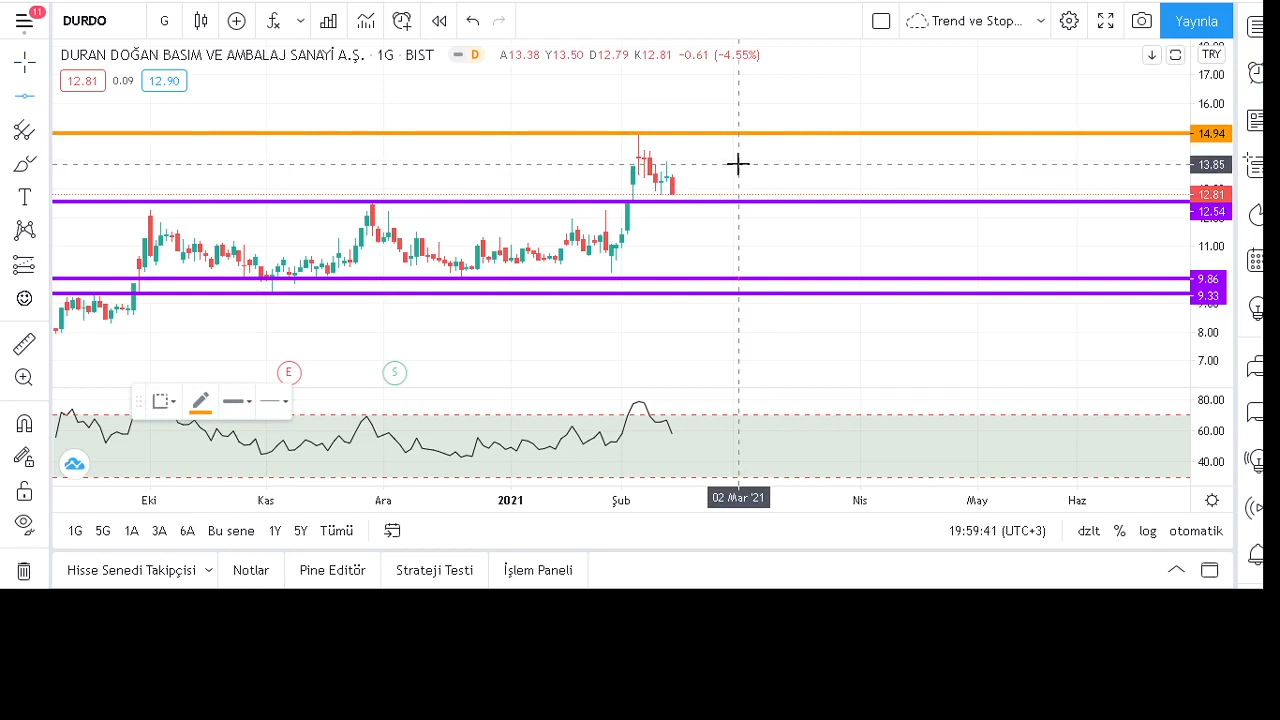 11
DURDO
G
Trend ve Stop...
Yayınla
DURAN DOĞAN BASIM VE AMBALAJ SANAYİ A.Ş. · 1G · BIST
D
A13.38 Y13.50 D12.79 K12.81 -0.61 (-4.55%)
TRY
12.81
0.09
12.90
17.00
16.00
14.94
13.85
12.81
12.54
11.00
9.86
9.33
8.00
7.00
E
S
80.00
60.00
40.00
Eki
Kas
Ara
2021
Şub
02 Mar '21
Nis
May
Haz
1G 5G 1A 3A 6A Bu sene 1Y 5Y Tümü
19:59:41 (UTC+3)
dzlt % log otomatik
Hisse Senedi Takipçisi
Notlar
Pine Editör
Strateji Testi
İşlem Paneli